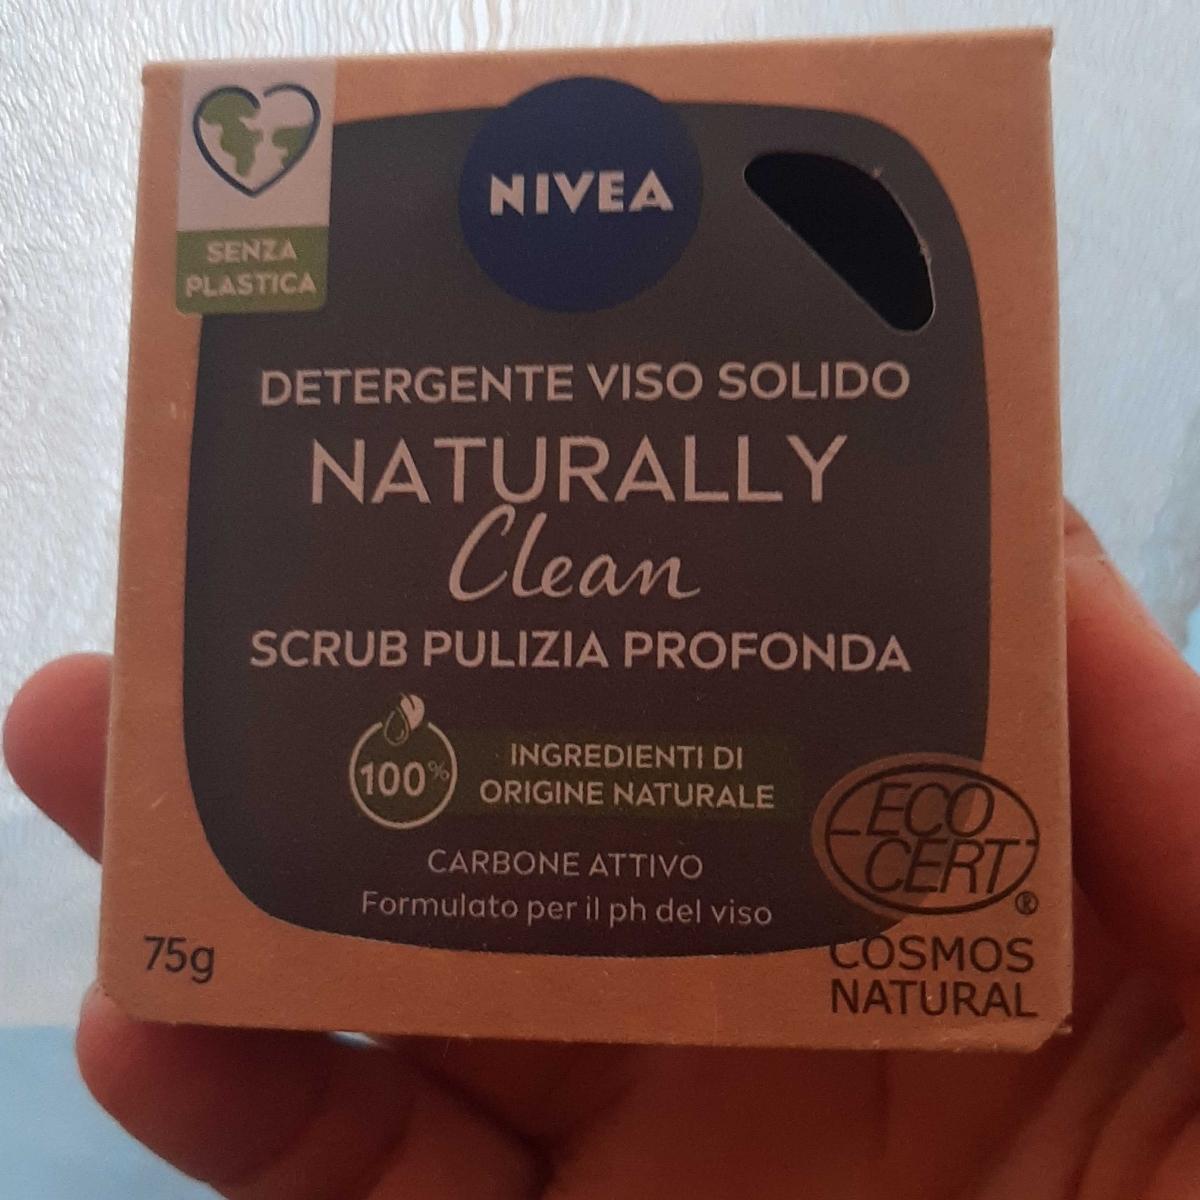 NIVEA
SENZA
PLASTICA
DETERGENTE VISO SOLIDO
NATURALLY
Clean
SCRUB PULIZIA PROFONDA
100%
INGREDIENTI DI
ORIGINE NATURALE
CARBONE ATTIVO
Formulato per il ph del viso
75g
ECO
CERT
®
COSMOS
NATURAL